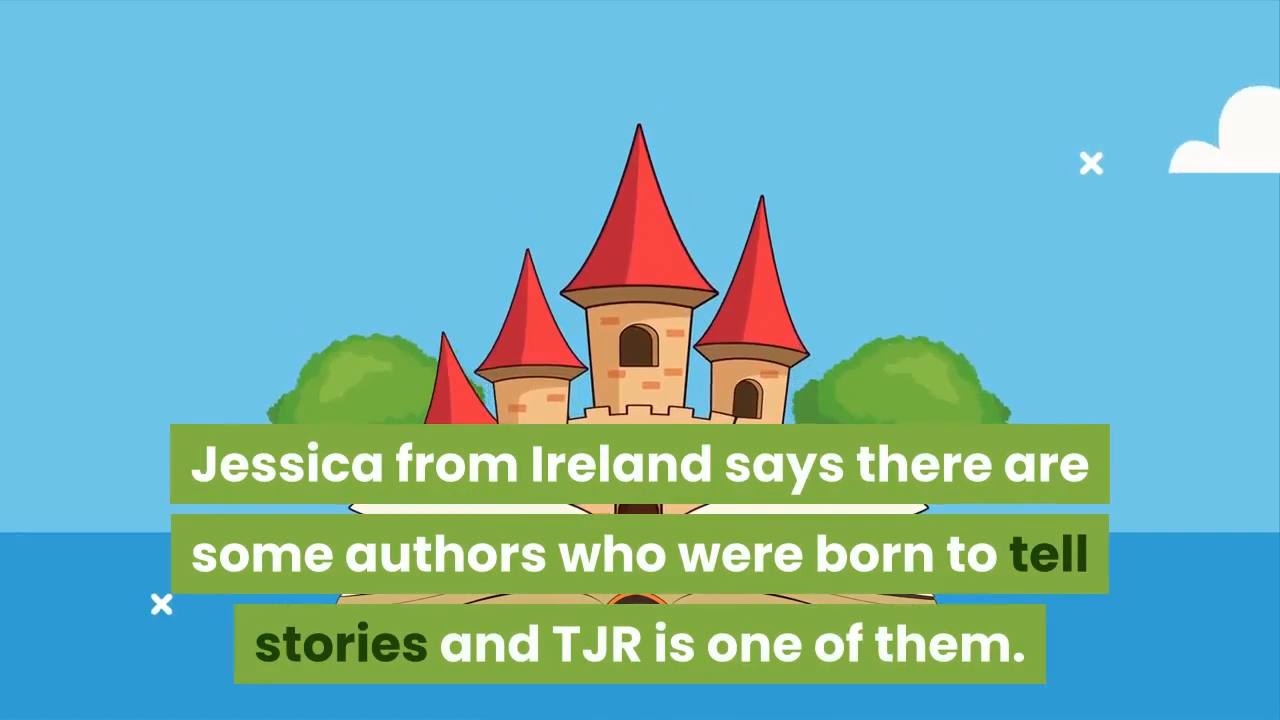 Jessica from Ireland says there are
some authors who were born to tell
stories and TJR is one of them.